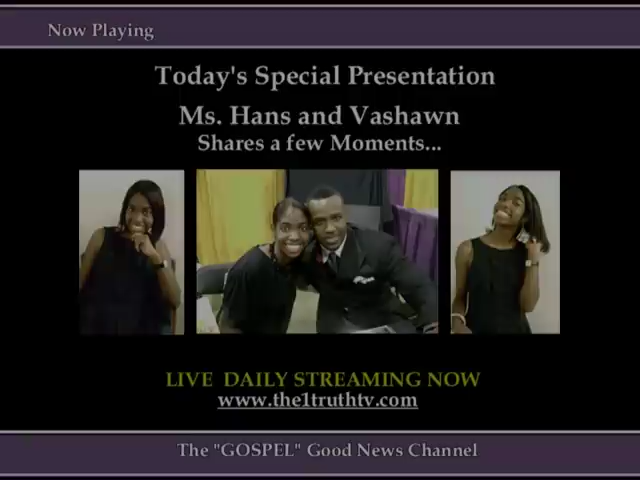 Now Playing
Today's Special Presentation
Ms. Hans and Vashawn
Shares a few Moments...
LIVE DAILY STREAMING NOW
www.the1truthtv.com
The "GOSPEL" Good News Channel